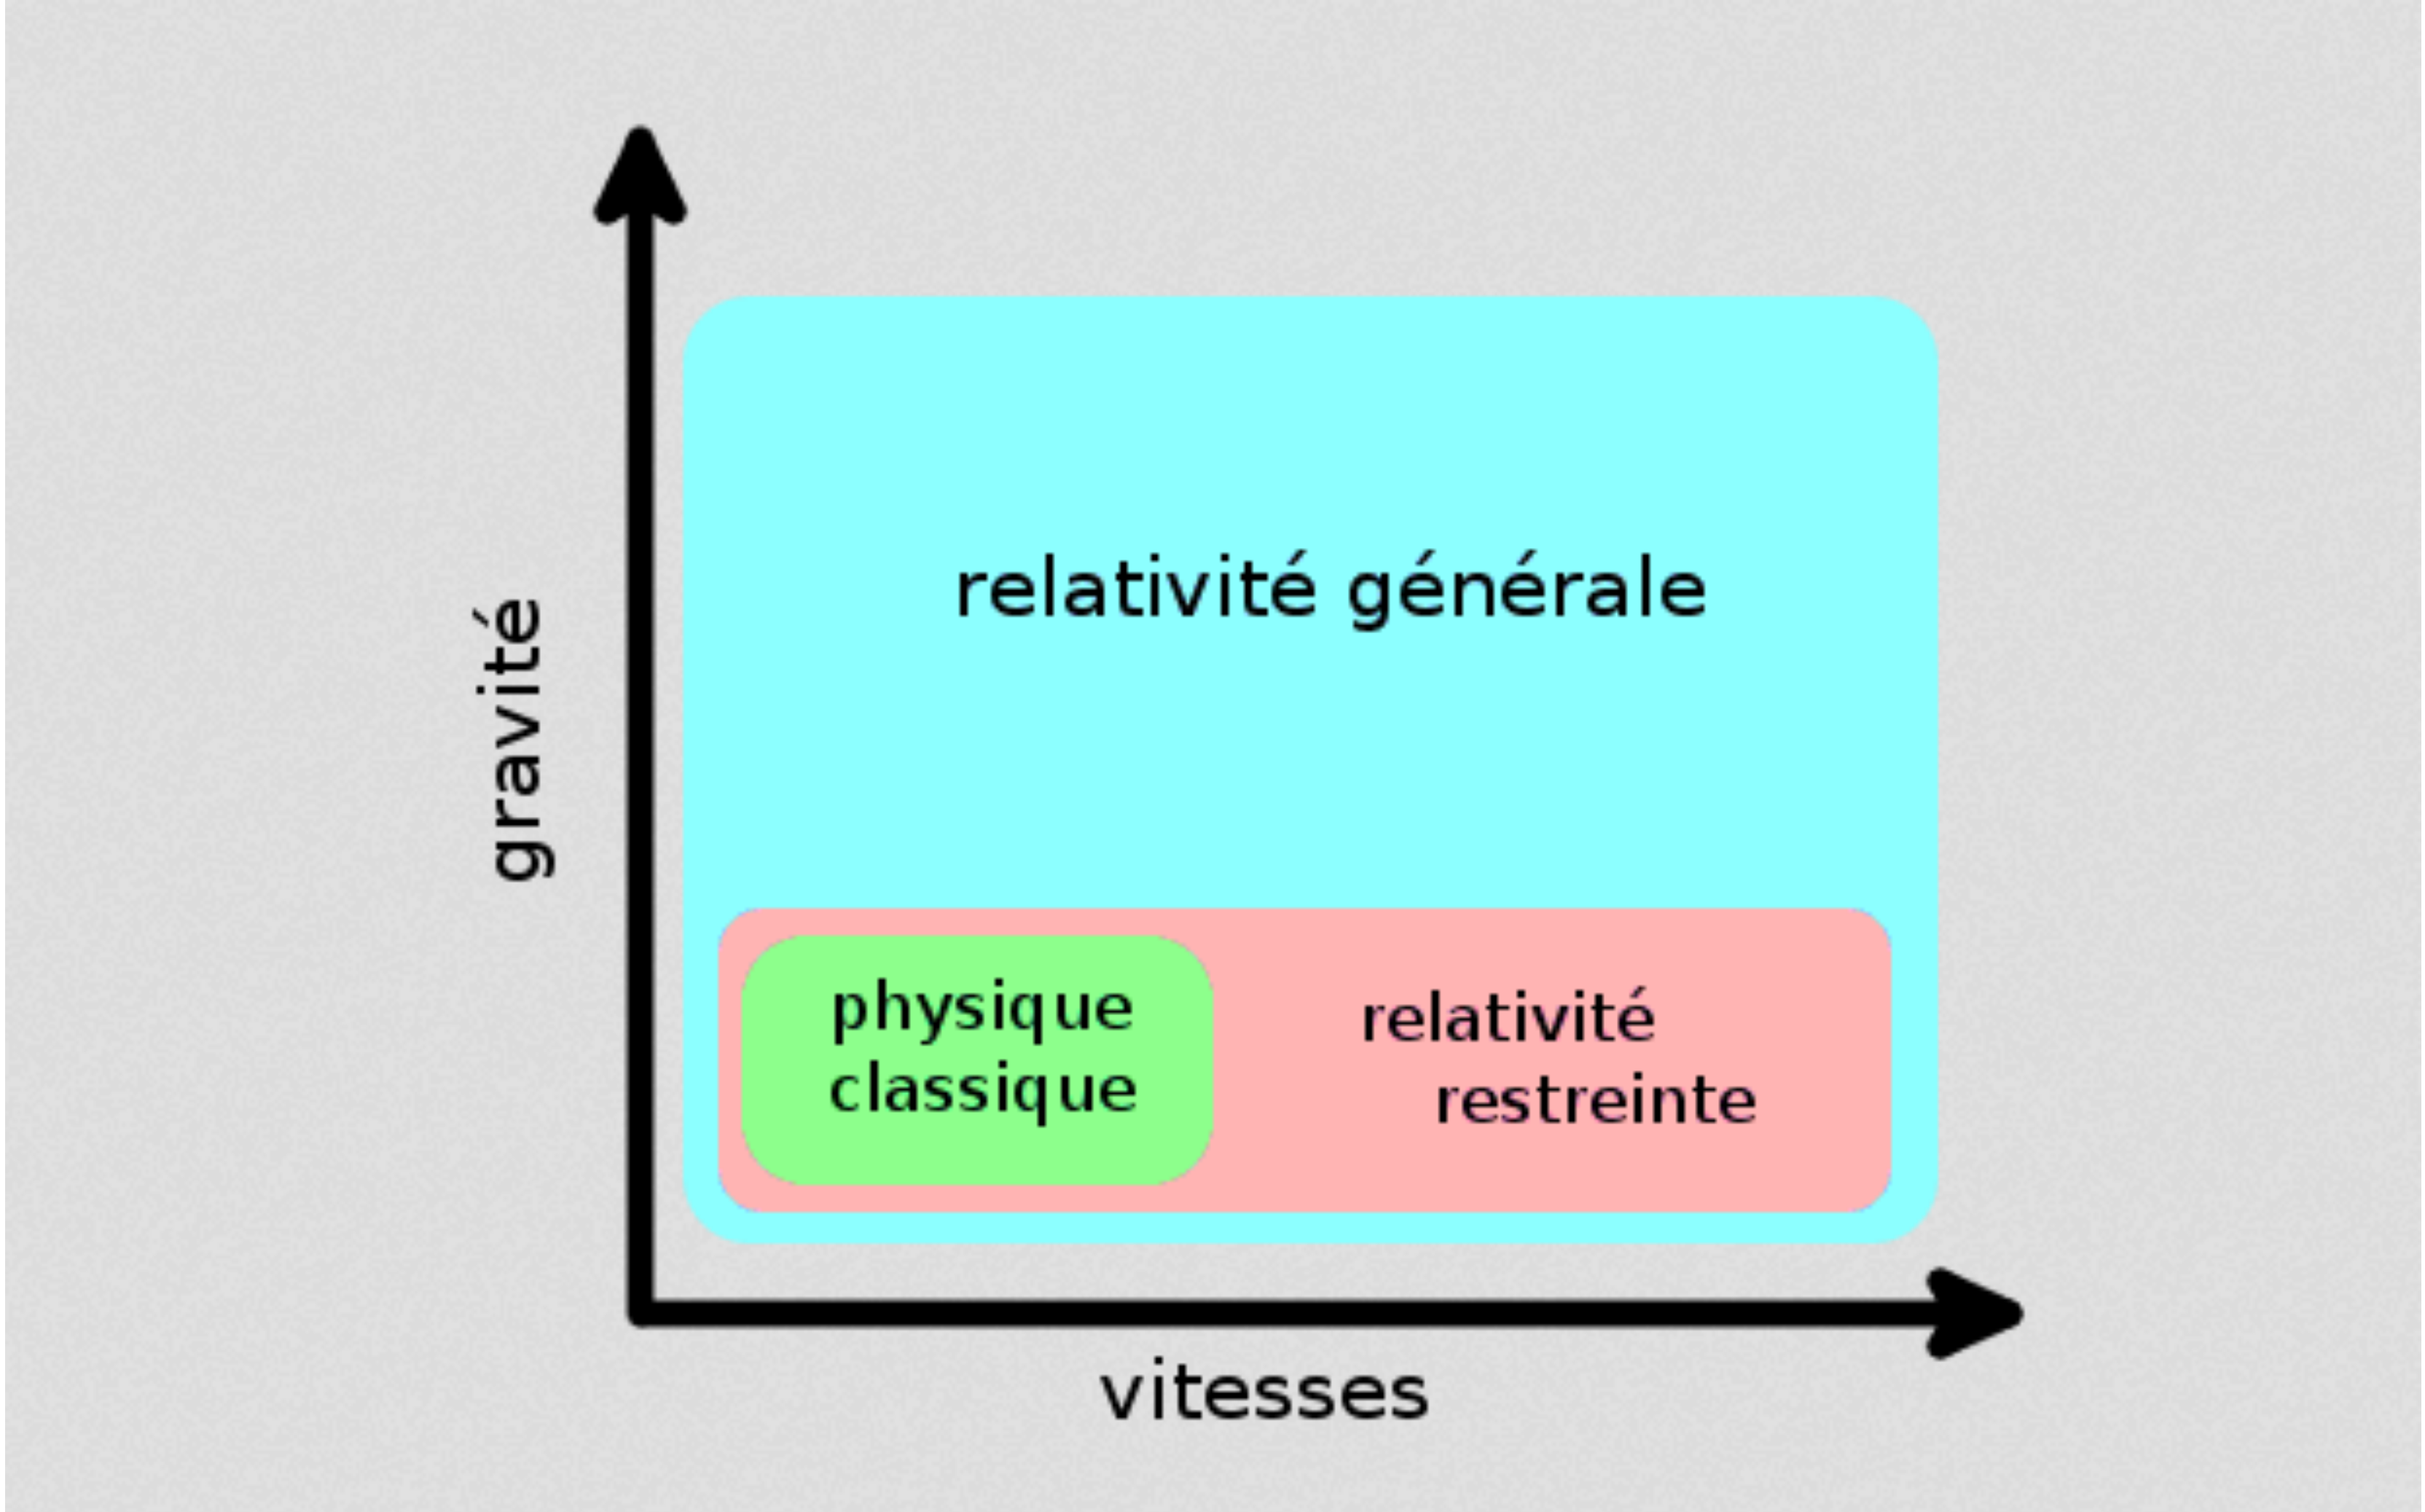 gravité
relativité générale
physique
classique
relativité
restreinte
vitesses